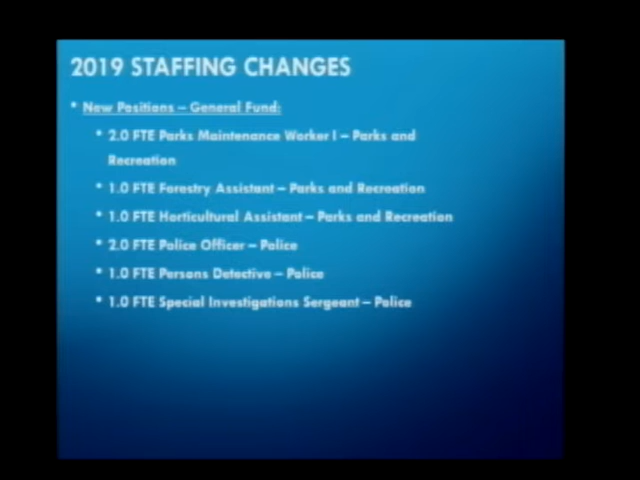 2019 STAFFING CHANGES
• New Positions – General Fund:
• 2.0 FTE Parks Maintenance Worker I – Parks and
Recreation
• 1.0 FTE Forestry Assistant – Parks and Recreation
• 1.0 FTE Horticultural Assistant – Parks and Recreation
• 2.0 FTE Police Officer – Police
• 1.0 FTE Persons Detective – Police
• 1.0 FTE Special Investigations Sergeant – Police